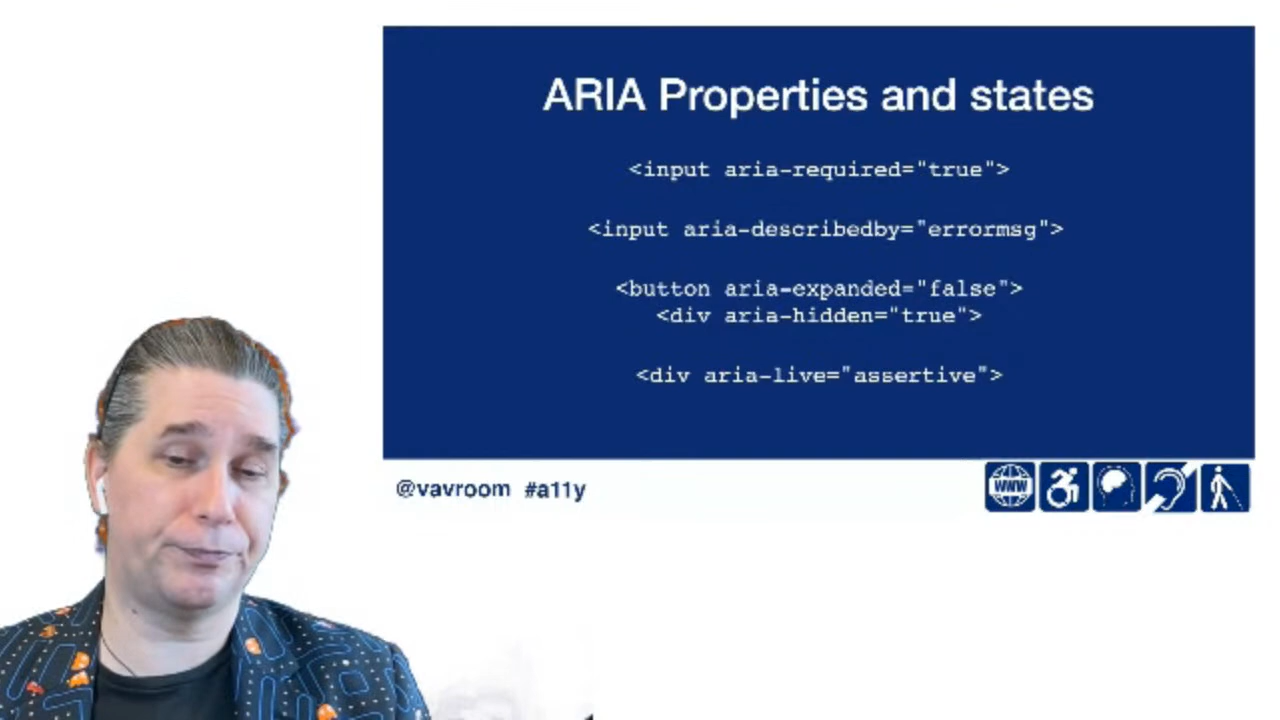 ARIA Properties and states
<input aria-required="true">
<input aria-describedby="errormsg">
<button aria-expanded="false">
<div aria-hidden="true">
<div aria-live="assertive">
@vavroom #a11y
WWW